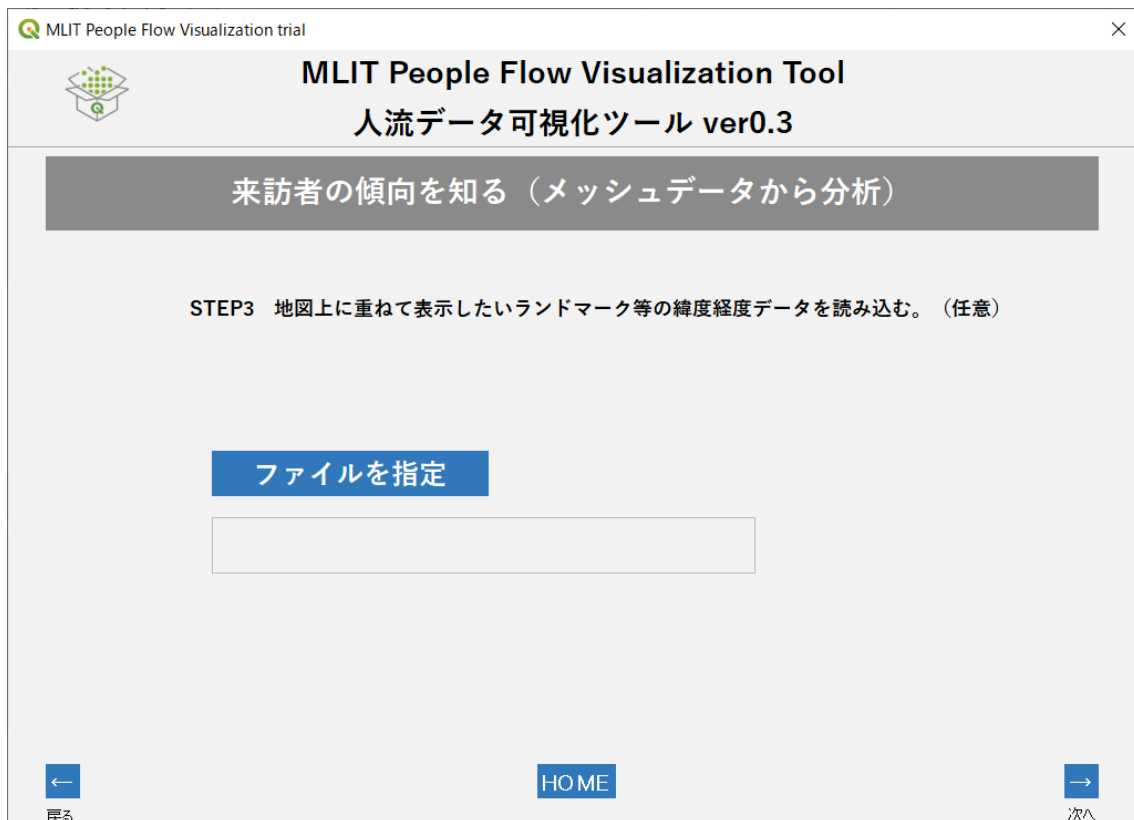 MLIT People Flow Visualization trial
MLIT People Flow Visualization Tool
人流データ可視化ツール ver0.3
来訪者の傾向を知る（メッシュデータから分析）
STEP3　地図上に重ねて表示したいランドマーク等の緯度経度データを読み込む。（任意）
ファイルを指定
← HOME →
戻る 次へ